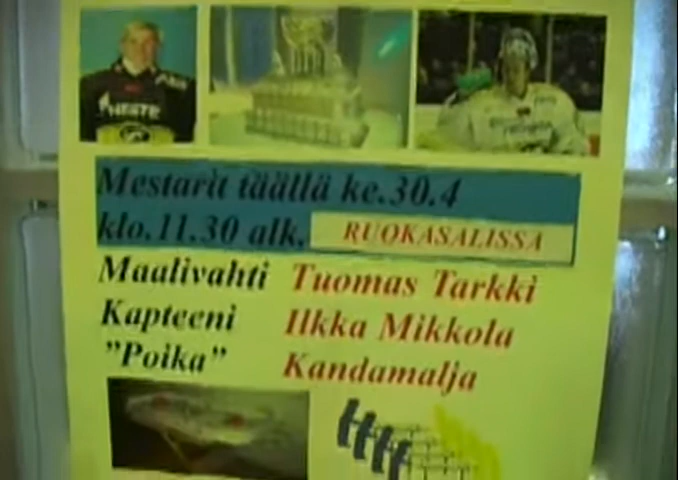 Mestarit täällä ke.30.4
klo.11.30 alk. RUOKASALISSA
Maalivahti Tuomas Tarkki
Kapteeni Ilkka Mikkola
"Poika" Kandamalja